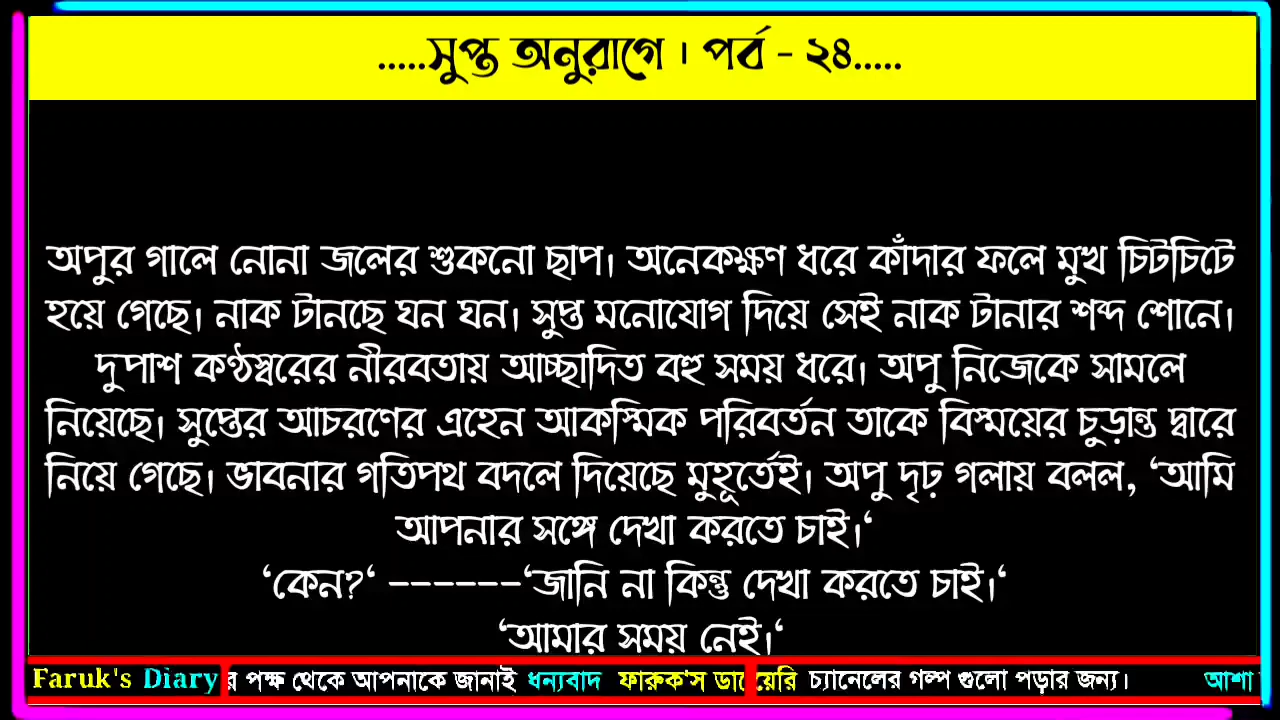 .....সুপ্ত অনুরাগে । পর্ব - ২৪.....
অপুর গালে নোনা জলের শুকনো ছাপ। অনেকক্ষণ ধরে কাঁদার ফলে মুখ চিটচিটে
হয়ে গেছে। নাক টানছে ঘন ঘন। সুপ্ত মনোযোগ দিয়ে সেই নাক টানার শব্দ শোনে।
দুপাশ কণ্ঠস্বরের নীরবতায় আচ্ছাদিত বহু সময় ধরে। অপু নিজেকে সামলে
নিয়েছে। সুপ্তের আচরণের এহেন আকস্মিক পরিবর্তন তাকে বিস্ময়ের চুড়ান্ত দ্বারে
নিয়ে গেছে। ভাবনার গতিপথ বদলে দিয়েছে মুহূর্তেই। অপু দৃঢ় গলায় বলল, ‘আমি
আপনার সঙ্গে দেখা করতে চাই।‘
‘কেন?‘ ------‘জানি না কিন্তু দেখা করতে চাই।‘
‘আমার সময় নেই।‘
Faruk's Diary র পক্ষ থেকে আপনাকে জানাই ধন্যবাদ ফারুক'স ডায়েরি চ্যানেলের গল্প গুলো পড়ার জন্য। আশা